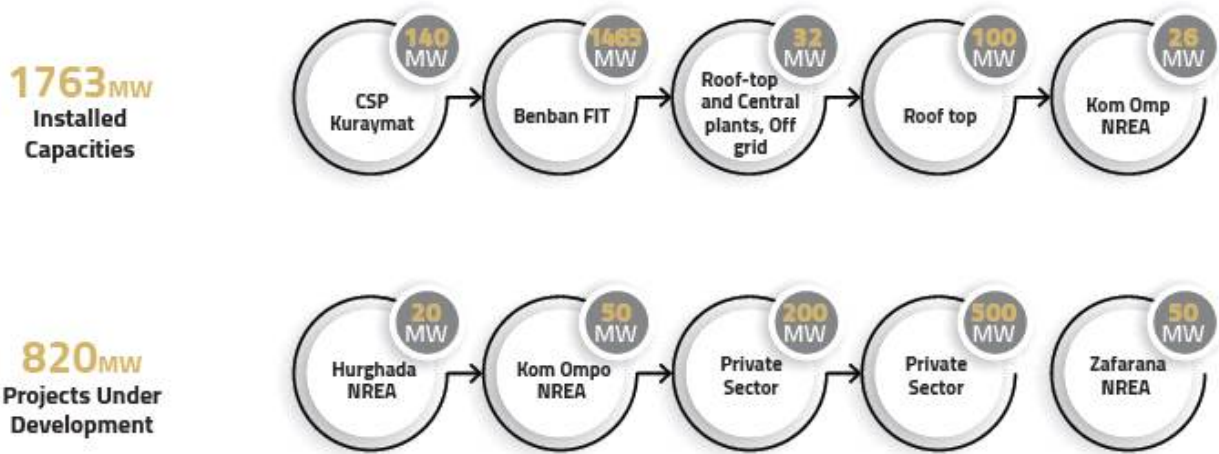 1763MW
Installed
Capacities
140
MW
CSP
Kuraymat
1465
MW
Benban FIT
32
MW
Roof-top
and Central
plants, Off
grid
100
MW
Roof top
26
MW
Kom Omp
NREA
820MW
Projects Under
Development
20
MW
Hurghada
NREA
50
MW
Kom Ompo
NREA
200
MW
Private
Sector
500
MW
Private
Sector
50
MW
Zafarana
NREA